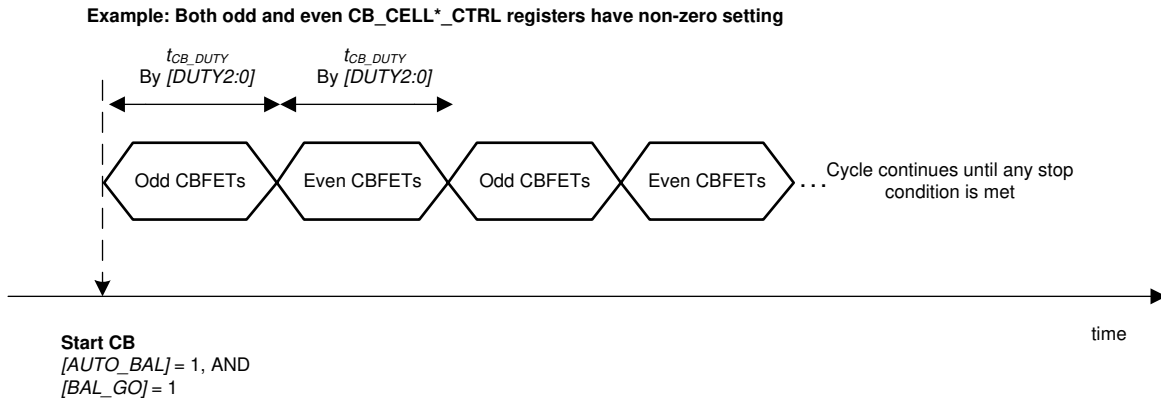 Example: Both odd and even CB_CELL*_CTRL registers have non-zero setting
tCB_DUTY
By [DUTY2:0]
tCB_DUTY
By [DUTY2:0]
Odd CBFETs
Even CBFETs
Odd CBFETs
Even CBFETs
... Cycle continues until any stop
condition is met
time
Start CB
[AUTO_BAL] = 1, AND
[BAL_GO] = 1